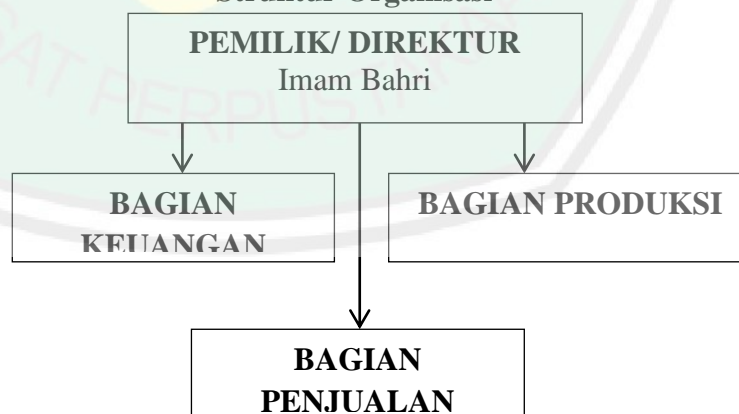 Struktur Organisasi
PEMILIK/ DIREKTUR
Imam Bahri
BAGIAN
KEUANGAN
BAGIAN PRODUKSI
BAGIAN
PENJUALAN